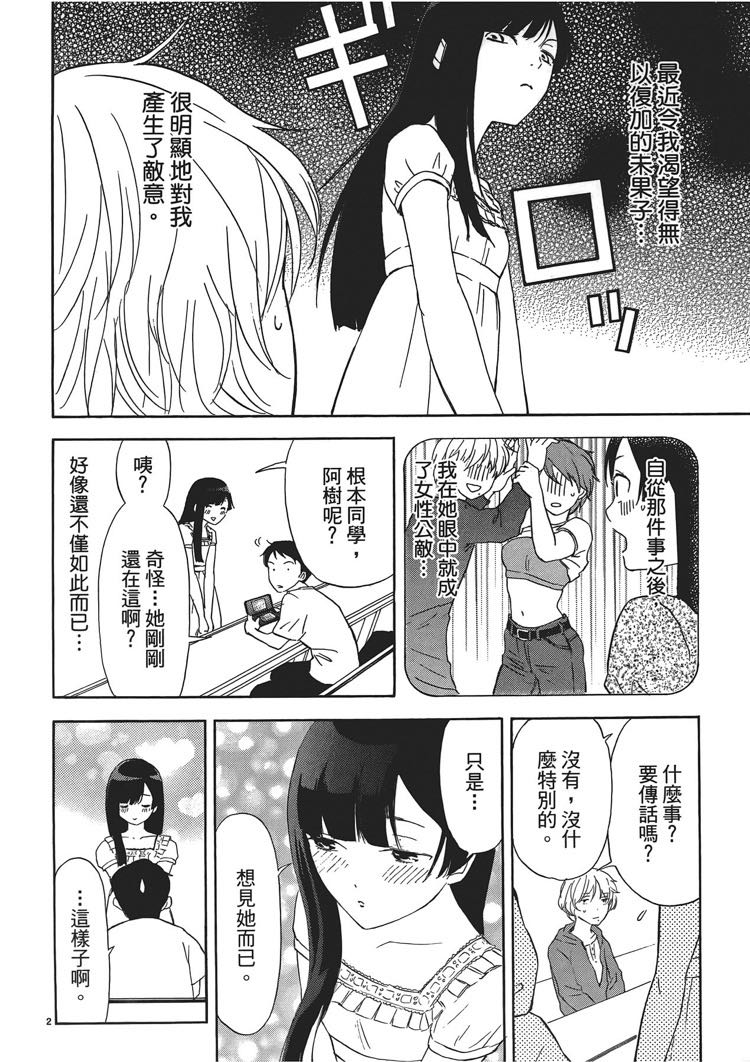 最近令我渴望得無
以復加的未果子…
ギ
ロ
ッ
很明顯地對我
產生了敵意。
自從那件事之後
我在她眼中就成
了女性公敵…
根本同學，
阿樹呢？
咦？
奇怪…她剛剛
還在這啊？
好像還不僅如此而已…
什麼事？
要傳話嗎？
沒有，沒什
麼特別的。
只是…
想見她而已。
…這樣子啊。
2